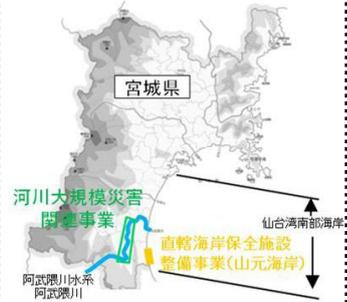 宮城県
河川大規模災害
関連事業
仙台湾南部海岸
直轄海岸保全施設
整備事業(山元海岸)
阿武隈川水系
阿武隈川